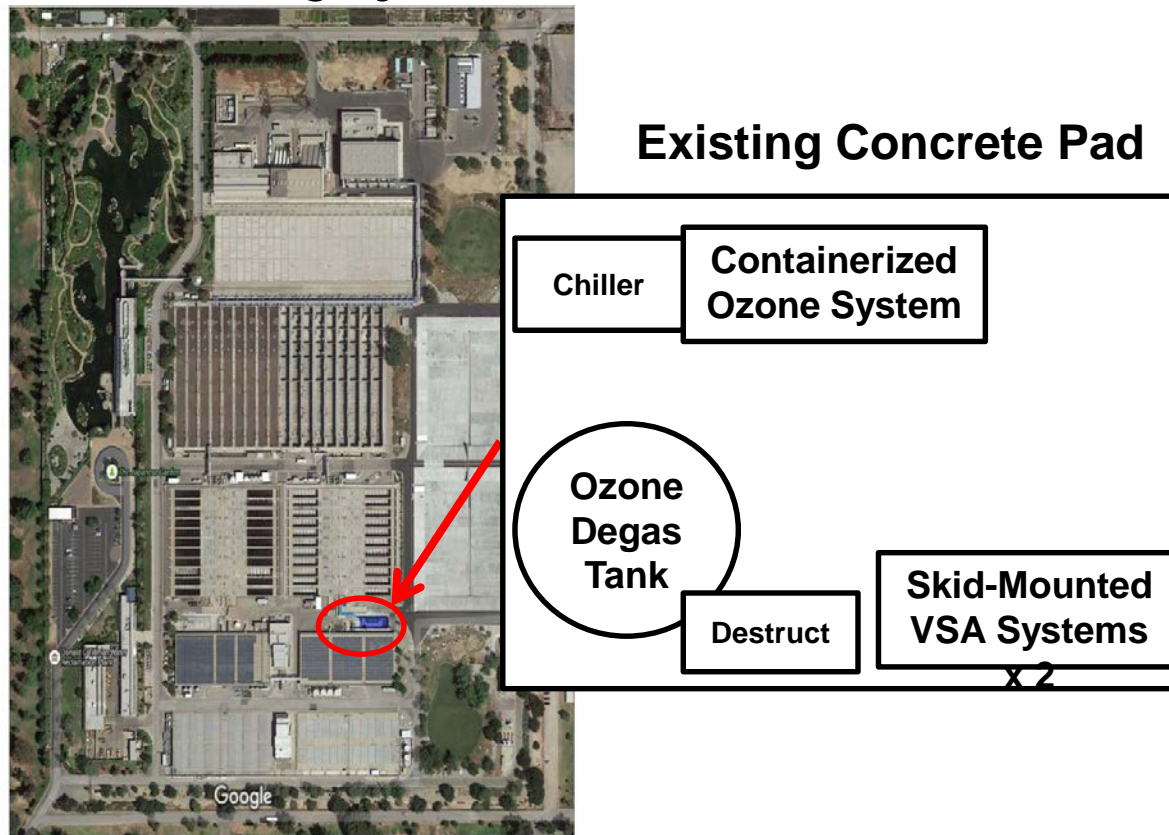 Existing Concrete Pad
Chiller
Containerized
Ozone System
Ozone
Degas
Tank
Destruct
Skid-Mounted
VSA Systems
x 2
Google